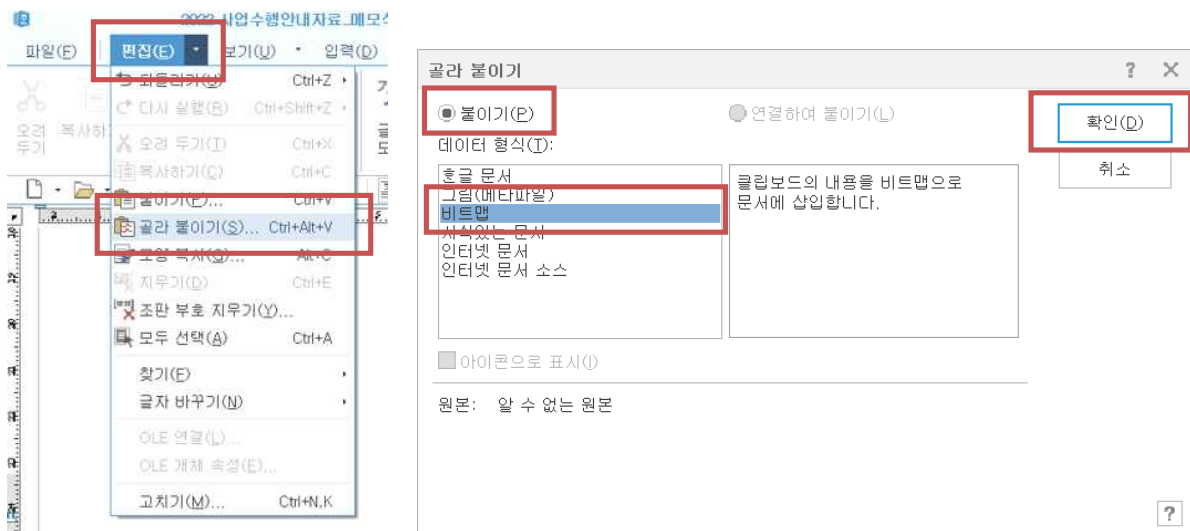 2023 사업수행안내자료_메모
파일(F)
편집(E)
보기(U)
입력(D)
되돌리기(U) Ctrl+Z
다시 실행(R) Ctrl+Shift+Z
오려 두기(T) Ctrl+X
복사하기(C) Ctrl+C
붙이기(P)... Ctrl+V
골라 붙이기(S)... Ctrl+Alt+V
모양 복사(Q)... Alt+C
지우기(D) Ctrl+E
조판 부호 지우기(Y)...
모두 선택(A) Ctrl+A
찾기(F)
글자 바꾸기(N)
OLE 연결(L)...
OLE 개체 속성(E)...
고치기(M)... Ctrl+N,K
오려
두기
복사하
골라 붙이기
붙이기(P)
연결하여 붙이기(L)
확인(D)
취소
데이터 형식(T):
흔글 문서
그림(메타파일)
비트맵
서식있는 문서
인터넷 문서
인터넷 문서 소스
클립보드의 내용을 비트맵으로
문서에 삽입합니다.
아이콘으로 표시(I)
원본: 알 수 없는 원본